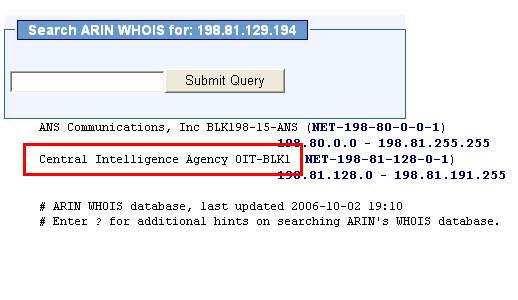 Search ARIN WHOIS for: 198.81.129.194
Submit Query
ANS Communications, Inc BLK198-15-ANS (NET-198-80-0-0-1)
198.80.0.0 - 198.81.255.255
Central Intelligence Agency OIT-BLK1 NET-198-81-128-0-1)
198.81.128.0 - 198.81.191.255
# ARIN WHOIS database, last updated 2006-10-02 19:10
# Enter ? for additional hints on searching ARIN's WHOIS database.